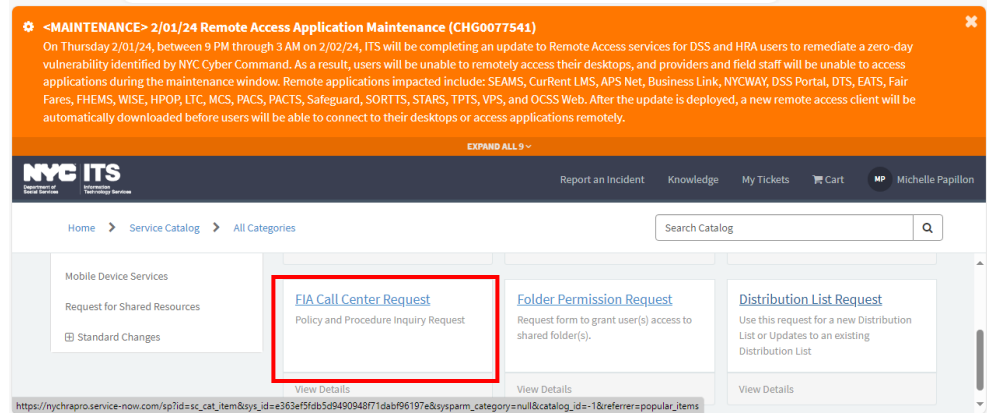 <MAINTENANCE> 2/01/24 Remote Access Application Maintenance (CHG0077541)
On Thursday 2/01/24, between 9 PM through 3 AM on 2/02/24, ITS will be completing an update to Remote Access services for DSS and HRA users to remediate a zero-day
vulnerability identified by NYC Cyber Command. As a result, users will be unable to remotely access their desktops, and providers and field staff will be unable to access
applications during the maintenance window. Remote applications impacted include: SEAMS, CurRent LMS, APS Net, Business Link, NYCWAY, DSS Portal, DTS, EATS, Fair
Fares, FHEMS, WISE, HPOP, LTC, MCS, PACS, PACTS, Safeguard, SORTTS, STARS, TPTS, VPS, and OCSS Web. After the update is deployed, a new remote access client will be
automatically downloaded before users will be able to connect to their desktops or access applications remotely.
EXPAND ALL 9
NYC ITS
Department of Social Services
Information Technology Services
Report an Incident
Knowledge
My Tickets
Cart
MP
Michelle Papillon
Home
Service Catalog
All Categories
Search Catalog
Mobile Device Services
Request for Shared Resources
Standard Changes
FIA Call Center Request
Policy and Procedure Inquiry Request
View Details
Folder Permission Request
Request form to grant user(s) access to
shared folder(s).
View Details
Distribution List Request
Use this request for a new Distribution
List or Updates to an existing
Distribution List
View Details
https://nychrapro.service-now.com/sp?id=sc_cat_item&sys_id=e363ef5fdb5d9490948f71dabf96197e&sysparm_category=null&catalog_id=-1&referrer=popular_items